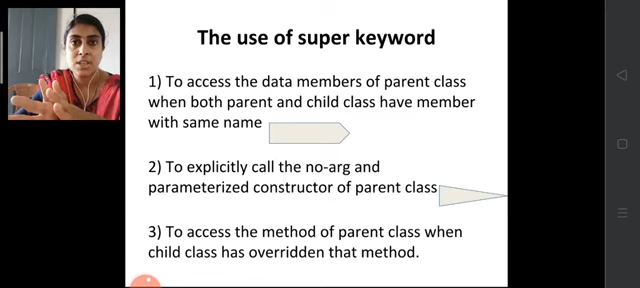 The use of super keyword
1) To access the data members of parent class
when both parent and child class have member
with same name
2) To explicitly call the no-arg and
parameterized constructor of parent class
3) To access the method of parent class when
child class has overridden that method.